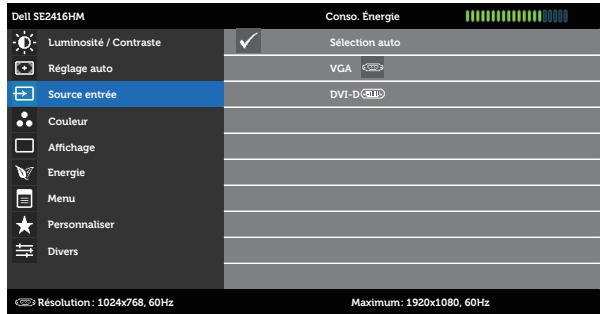 Dell SE2416HM Conso. Énergie
Luminosité / Contraste Sélection auto
Réglage auto VGA
Source entrée DVI-D
Couleur
Affichage
Energie
Menu
Personnaliser
Divers
Résolution : 1024x768, 60Hz Maximum : 1920x1080, 60Hz